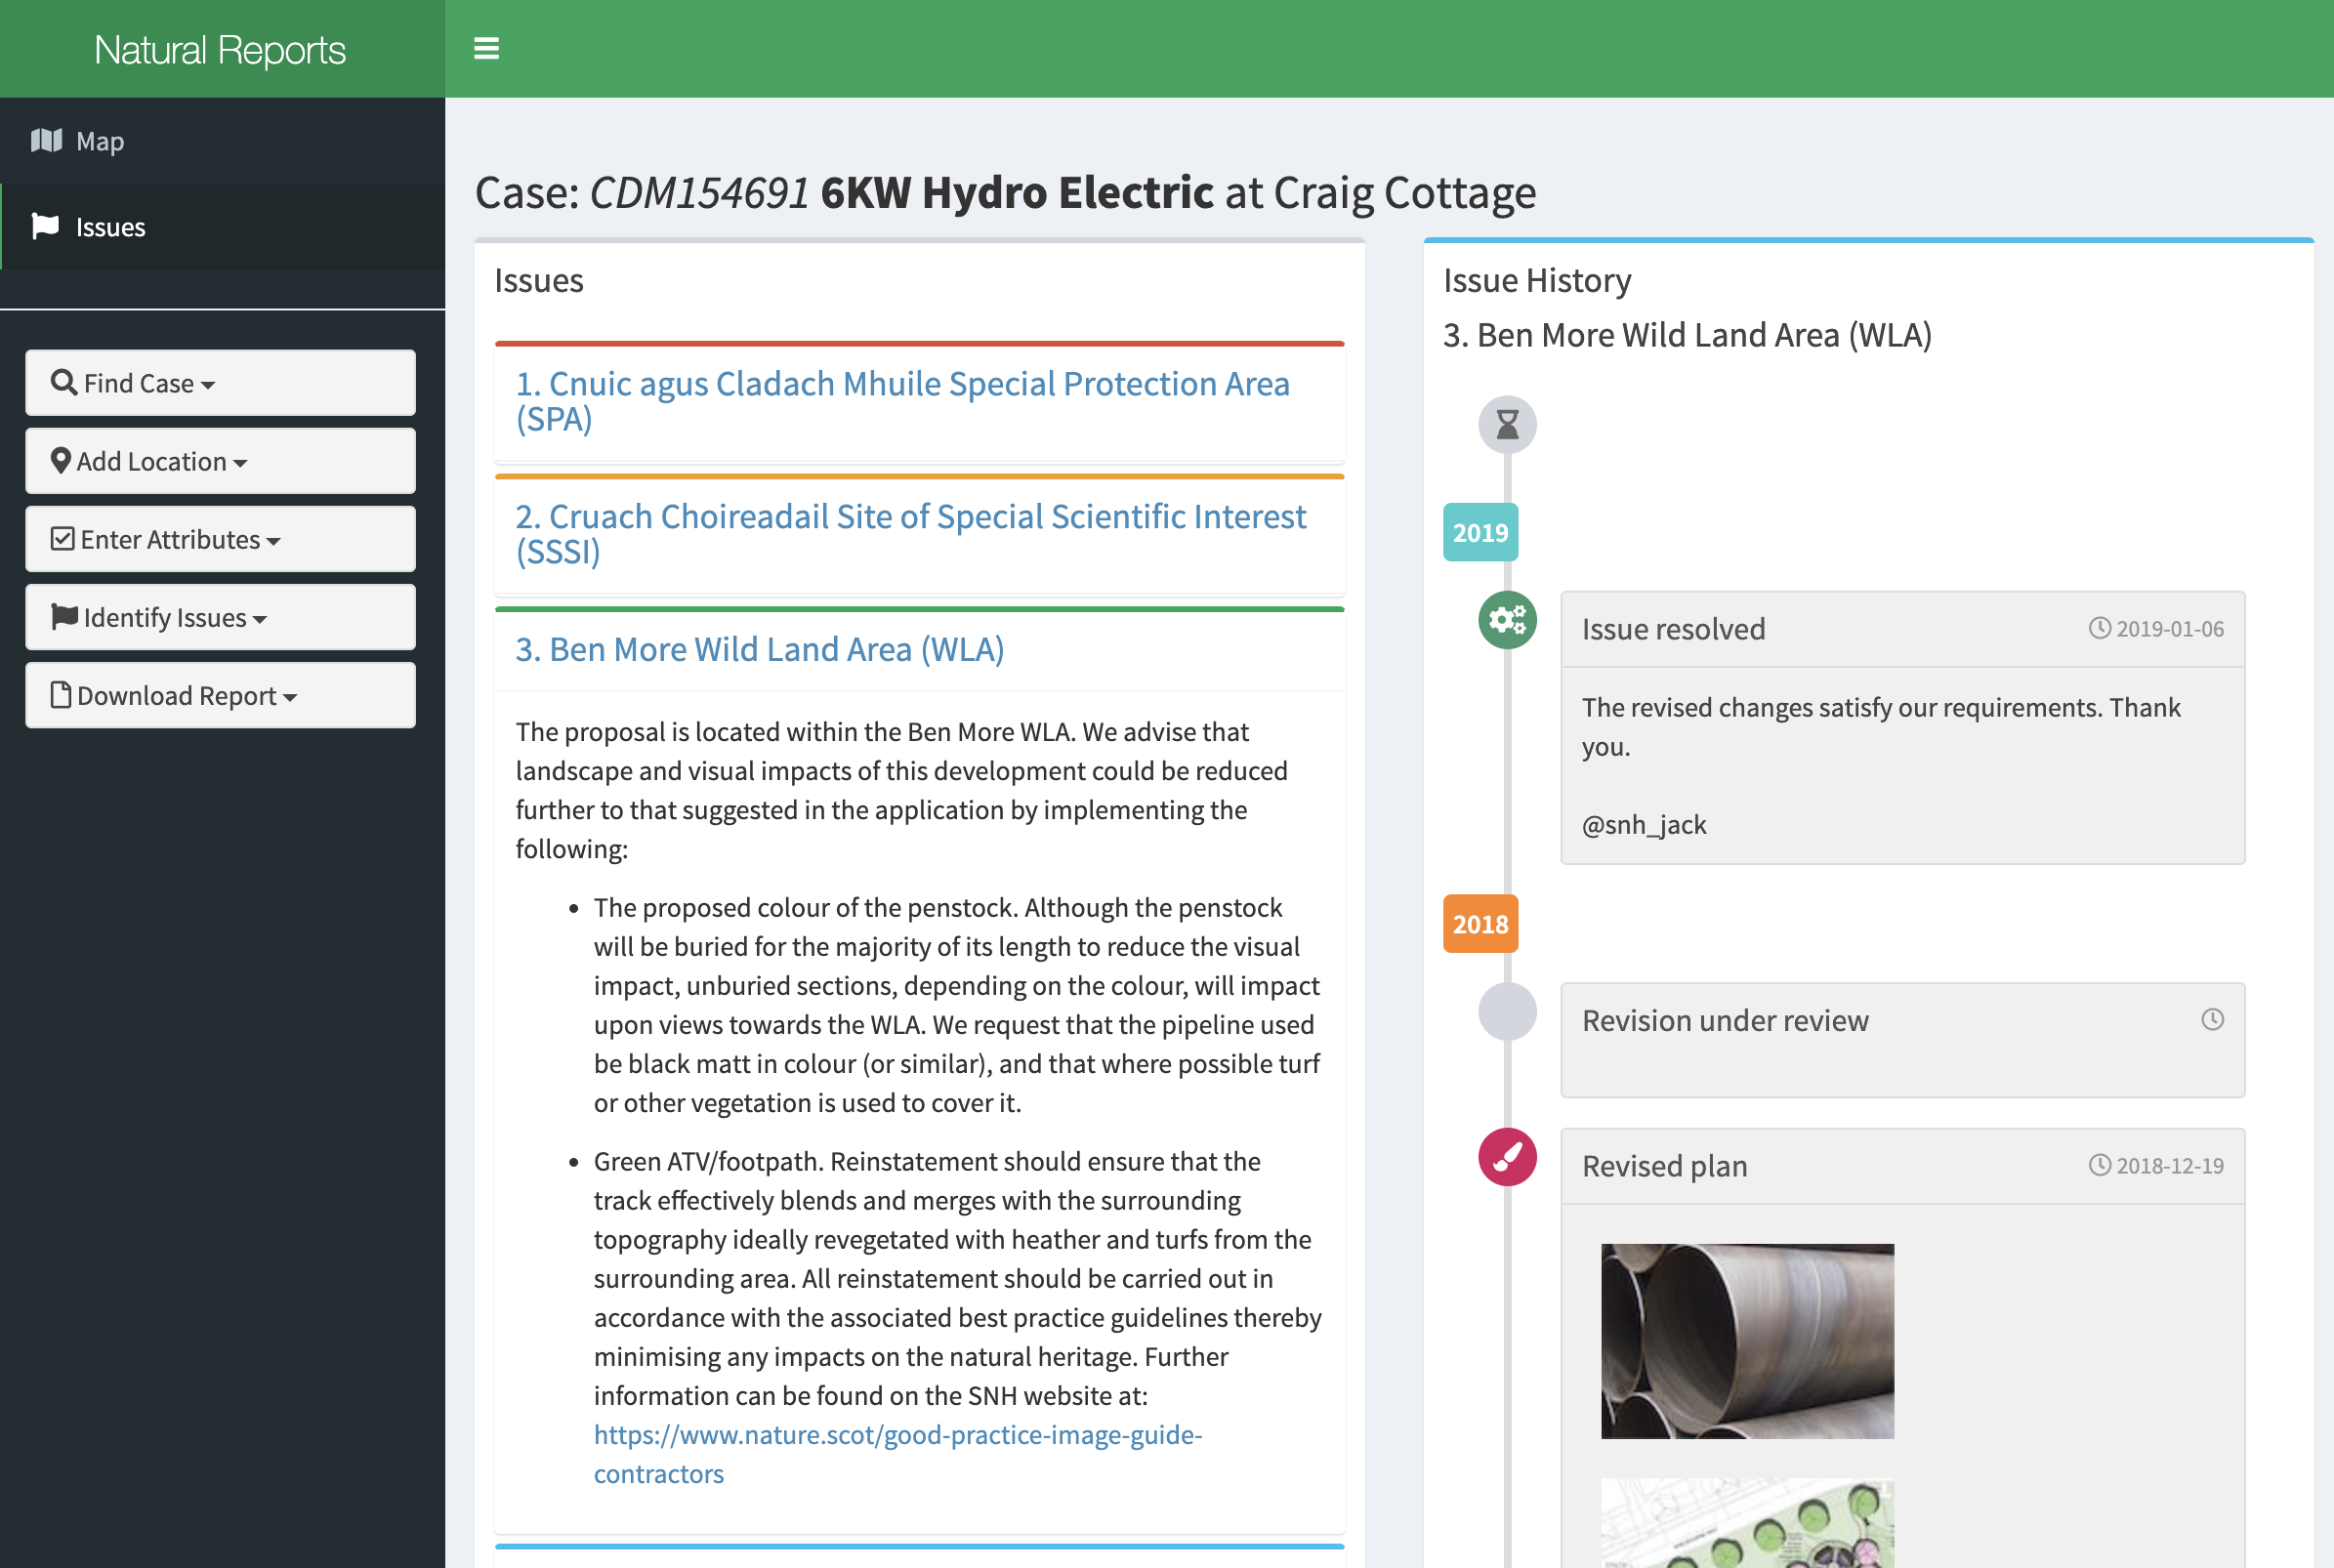 Natural Reports
Map
Issues
Find Case
Add Location
Enter Attributes
Identify Issues
Download Report
Case: CDM154691 6KW Hydro Electric at Craig Cottage
Issues
1. Cnuic agus Cladach Mhuile Special Protection Area
(SPA)
2. Cruach Choireadail Site of Special Scientific Interest
(SSSI)
3. Ben More Wild Land Area (WLA)
The proposal is located within the Ben More WLA. We advise that
landscape and visual impacts of this development could be reduced
further to that suggested in the application by implementing the
following:
• The proposed colour of the penstock. Although the penstock
will be buried for the majority of its length to reduce the visual
impact, unburied sections, depending on the colour, will impact
upon views towards the WLA. We request that the pipeline used
be black matt in colour (or similar), and that where possible turf
or other vegetation is used to cover it.
• Green ATV/footpath. Reinstatement should ensure that the
track effectively blends and merges with the surrounding
topography ideally revegetated with heather and turfs from the
surrounding area. All reinstatement should be carried out in
accordance with the associated best practice guidelines thereby
minimising any impacts on the natural heritage. Further
information can be found on the SNH website at:
https://www.nature.scot/good-practice-image-guide-
contractors
Issue History
3. Ben More Wild Land Area (WLA)
2019
Issue resolved 2019-01-06
The revised changes satisfy our requirements. Thank
you.
@snh_jack
2018
Revision under review
Revised plan 2018-12-19